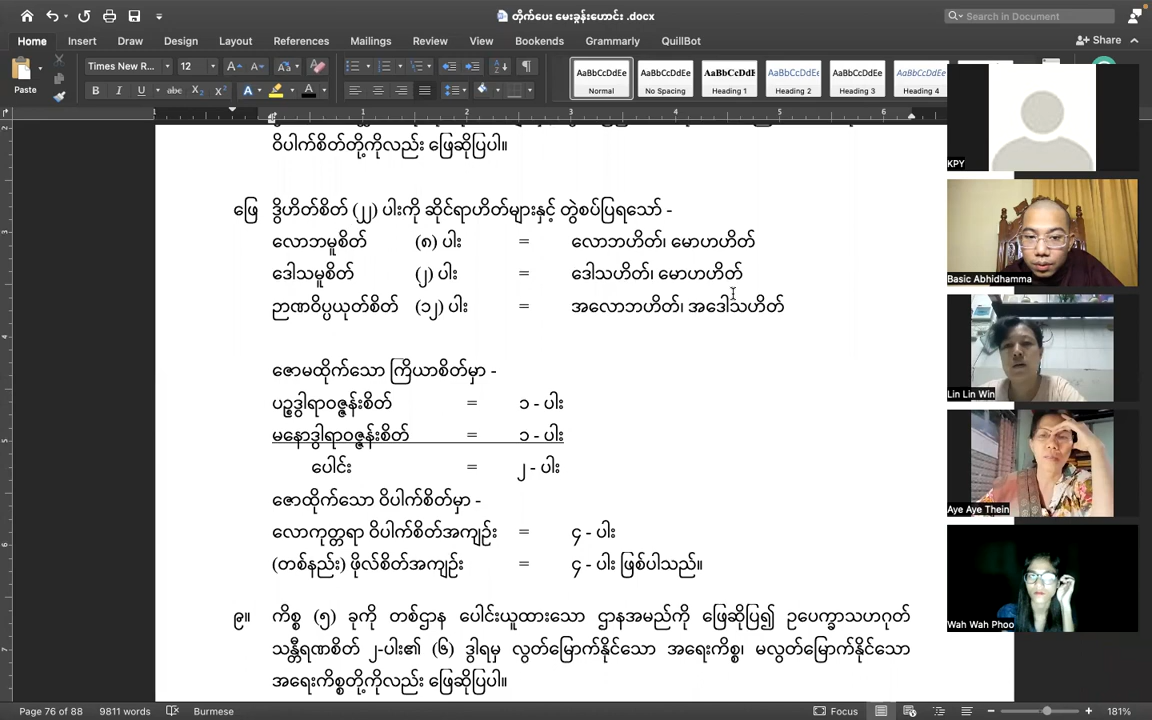 တိုက်ပေး မေးခွန်းဟောင်း .docx
Search in Document
Home Insert Draw Design Layout References Mailings Review View Bookends Grammarly QuillBot
Share
Paste
Times New R... 12
AaBbCcDdEe AaBbCcDdEe AaBbCcDdE AaBbCcDdEe AaBbCcDdEe AaBbCcDdEe
Normal No Spacing Heading 1 Heading 2 Heading 3 Heading 4
ဝိပါက်စိတ်တို့ကိုလည်း ဖြေဆိုပြပါ။
ဖြေ ဒွိဟိတ်စိတ် (၂၂) ပါးကို ဆိုင်ရာဟိတ်များနှင့် တွဲစပ်ပြရသော် -
လောဘမူစိတ် (၈) ပါး = လောဘဟိတ်၊ မောဟဟိတ်
ဒေါသမူစိတ် (၂) ပါး = ဒေါသဟိတ်၊ မောဟဟိတ်
ဉာဏဝိပ္ပယုတ်စိတ် (၁၂) ပါး = အလောဘဟိတ်၊ အဒေါသဟိတ်
ဇောမထိုက်သော ကြိယာစိတ်မှာ -
ပဉ္စဒွါရာဝဇ္ဇန်းစိတ် = ၁ - ပါး
မနောဒွါရာဝဇ္ဇန်းစိတ် = ၁ - ပါး
ပေါင်း = ၂ - ပါး
ဇောထိုက်သော ဝိပါက်စိတ်မှာ -
လောကုတ္တရာ ဝိပါက်စိတ်အကျဉ်း = ၄ - ပါး
(တစ်နည်း) ဖိုလ်စိတ်အကျဉ်း = ၄ - ပါး ဖြစ်ပါသည်။
၉။ ကိစ္စ (၅) ခုကို တစ်ဌာန ပေါင်းယူထားသော ဌာနအမည်ကို ဖြေဆိုပြ၍ ဥပေက္ခာသဟဂုတ်
သန္တီရဏစိတ် ၂-ပါး၏ (၆) ဒွါရမှ လွတ်မြောက်နိုင်သော အရေးကိစ္စ၊ မလွတ်မြောက်နိုင်သော
အရေးကိစ္စတို့ကိုလည်း ဖြေဆိုပြပါ။
KPY
Basic Abhidhamma
Lin Lin Win
Aye Aye Thein
Wah Wah Phoo
Page 76 of 88 9811 words Burmese Focus 181%